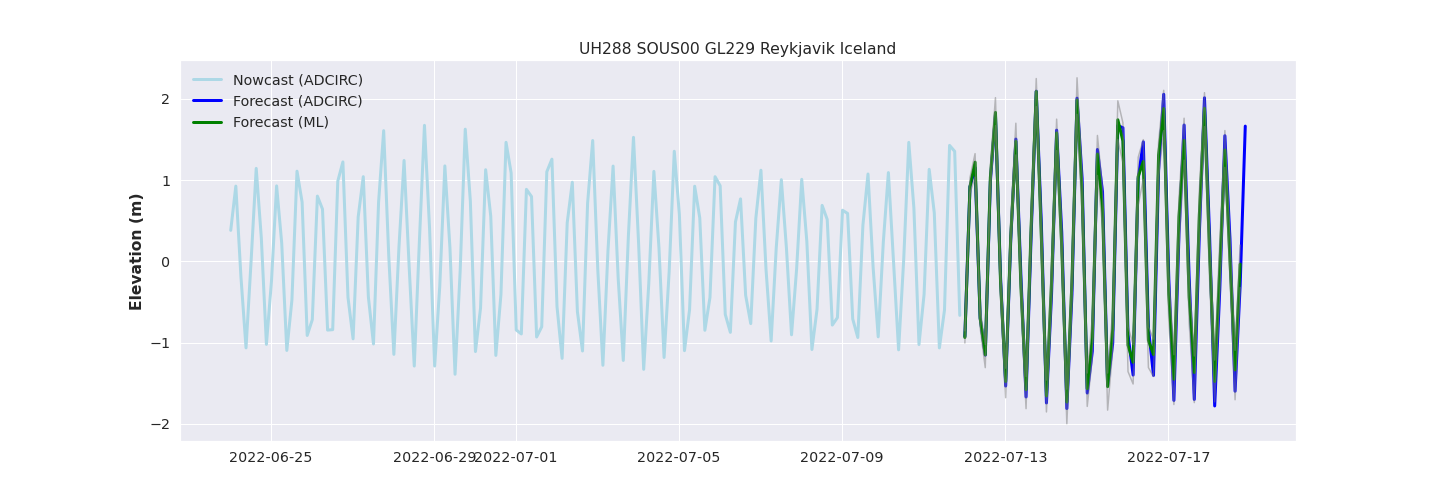 UH288 SOUS00 GL229 Reykjavik Iceland
Nowcast (ADCIRC)
Forecast (ADCIRC)
Forecast (ML)
Elevation (m)
2
1
0
−1
−2
2022-06-25
2022-06-29
2022-07-01
2022-07-05
2022-07-09
2022-07-13
2022-07-17